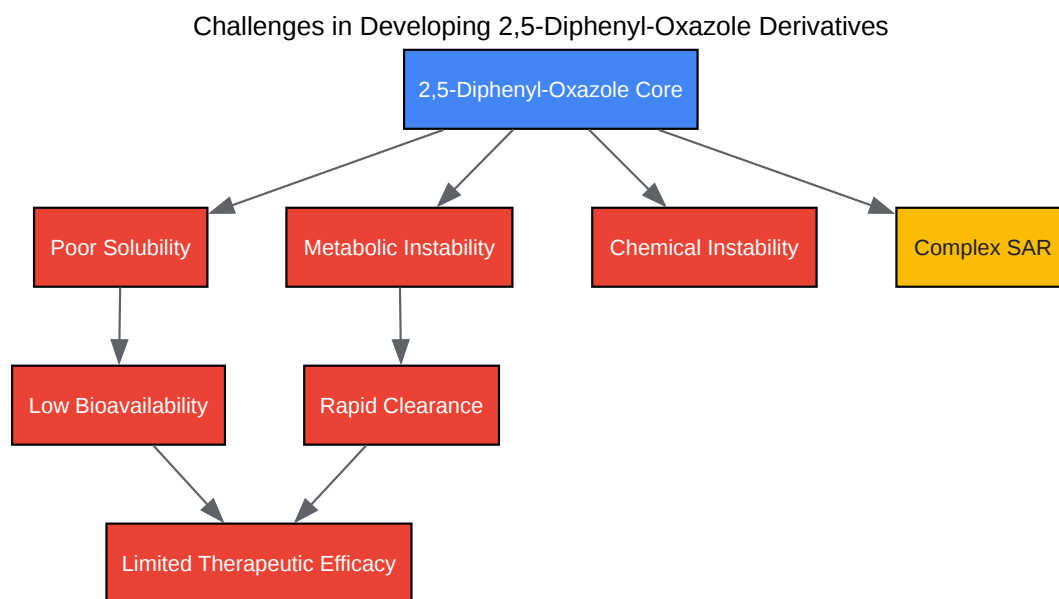 Challenges in Developing 2,5-Diphenyl-Oxazole Derivatives
2,5-Diphenyl-Oxazole Core
Poor Solubility
Metabolic Instability
Chemical Instability
Complex SAR
Low Bioavailability
Rapid Clearance
Limited Therapeutic Efficacy